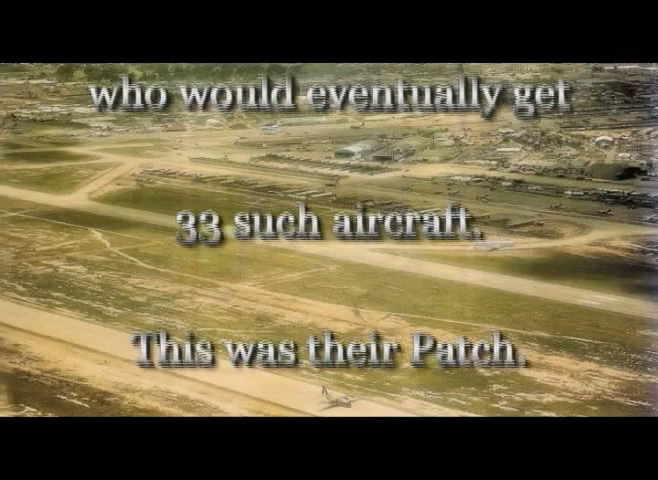 who would eventually get
33 such aircraft.
This was their Patch.